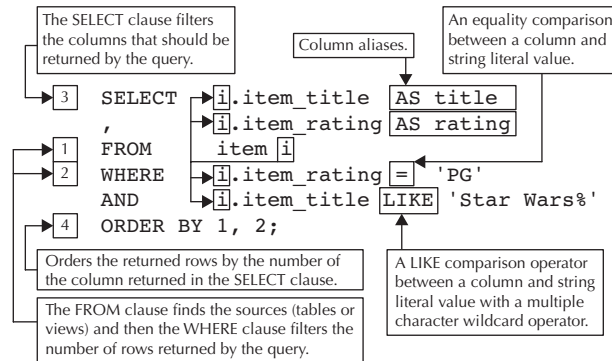 The SELECT clause filters
the columns that should be
returned by the query.
Column aliases.
An equality comparison
between a column and
string literal value.
3 SELECT i.item_title AS title
, i.item_rating AS rating
1 FROM item i
2 WHERE i.item_rating = 'PG'
AND i.item_title LIKE 'Star Wars%'
4 ORDER BY 1, 2;
Orders the returned rows by the number of
the column returned in the SELECT clause.
The FROM clause finds the sources (tables or
views) and then the WHERE clause filters the
number of rows returned by the query.
A LIKE comparison operator
between a column and string
literal value with a multiple
character wildcard operator.